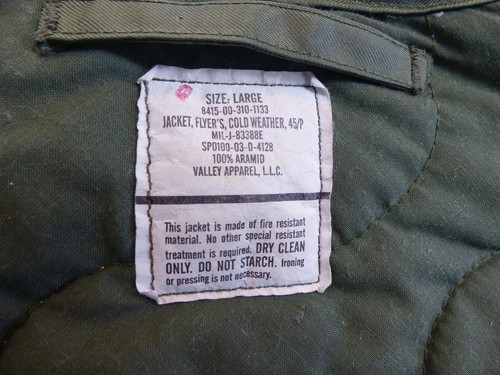 SIZE: LARGE
8415-00-310-1133
JACKET, FLYER'S, COLD WEATHER, 45/P
MIL-J-83388E
SPO100-03-D-4128
100% ARAMID
VALLEY APPAREL, L.L.C.
This jacket is made of fire resistant
material. No other special resistant
treatment is required. DRY CLEAN
ONLY. DO NOT STARCH. Ironing
or pressing is not necessary.